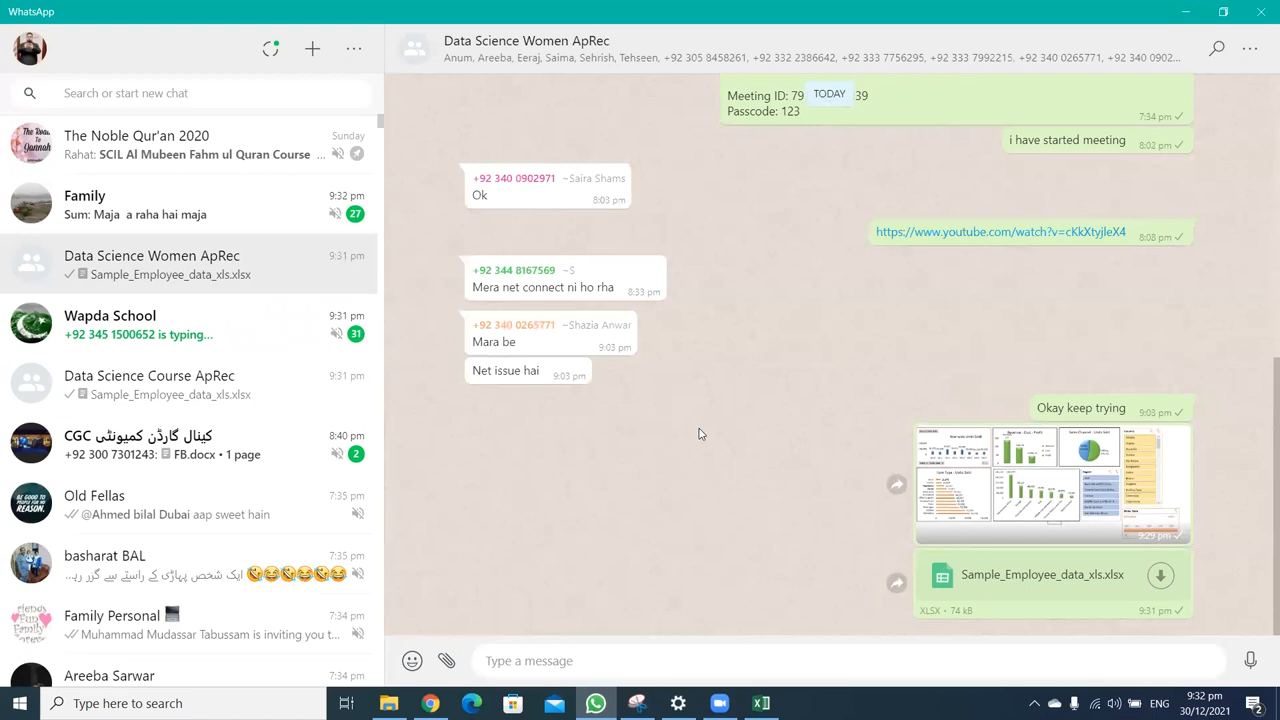 WhatsApp
Search or start new chat
The Noble Qur'an 2020
Sunday
Rahat: SCIL Al Mubeen Fahm ul Quran Course ...
Family
9:32 pm
Sum: Maja a raha hai maja
27
Data Science Women ApRec
9:31 pm
Sample_Employee_data_xls.xlsx
Wapda School
9:31 pm
+92 345 1500652 is typing...
31
Data Science Course ApRec
9:31 pm
Sample_Employee_data_xls.xlsx
CGC کینال گارڈن کمیونٹی
8:40 pm
+92 300 7301243: FB.docx • 1 page
2
Old Fellas
7:35 pm
@Ahmed bilal Dubai aap sweet hain
basharat BAL
7:35 pm
ایک شخص پہاڑی کے راستے سے گزر رہ...
Family Personal
7:34 pm
Muhammad Mudassar Tabussam is inviting you t...
Areeba Sarwar
7:34 pm
Data Science Women ApRec
Anum, Areeba, Eeraj, Saima, Sehrish, Tehseen, +92 305 8458261, +92 332 2386642, +92 333 7756295, +92 333 7992215, +92 340 0265771, +92 340 0902...
TODAY
Meeting ID: 79 39
Passcode: 123
7:34 pm
i have started meeting
8:02 pm
+92 340 0902971 ~Saira Shams
Ok
8:03 pm
https://www.youtube.com/watch?v=cKkXtyjleX4
8:08 pm
+92 344 8167569 ~S
Mera net connect ni ho rha
8:33 pm
+92 340 0265771 ~Shazia Anwar
Mara be
9:03 pm
Net issue hai
9:03 pm
Okay keep trying
9:03 pm
9:29 pm
Sample_Employee_data_xls.xlsx
XLSX • 74 kB
9:31 pm
Type a message
Type here to search
ENG
9:32 pm
30/12/2021
2